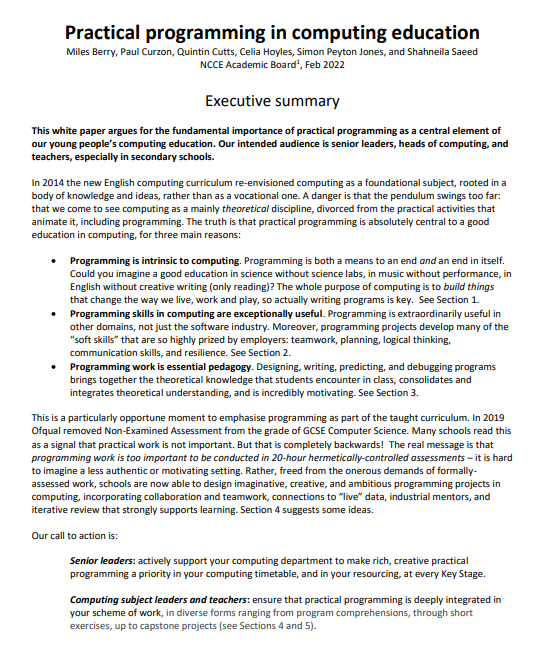 Practical programming in computing education
Miles Berry, Paul Curzon, Quintin Cutts, Celia Hoyles, Simon Peyton Jones, and Shahneila Saeed
NCCE Academic Board¹, Feb 2022
Executive summary
This white paper argues for the fundamental importance of practical programming as a central element of
our young people's computing education. Our intended audience is senior leaders, heads of computing, and
teachers, especially in secondary schools.
In 2014 the new English computing curriculum re-envisioned computing as a foundational subject, rooted in a
body of knowledge and ideas, rather than as a vocational one. A danger is that the pendulum swings too far:
that we come to see computing as a mainly theoretical discipline, divorced from the practical activities that
animate it, including programming. The truth is that practical programming is absolutely central to a good
education in computing, for three main reasons:
• Programming is intrinsic to computing. Programming is both a means to an end and an end in itself.
Could you imagine a good education in science without science labs, in music without performance, in
English without creative writing (only reading)? The whole purpose of computing is to build things
that change the way we live, work and play, so actually writing programs is key. See Section 1.
• Programming skills in computing are exceptionally useful. Programming is extraordinarily useful in
other domains, not just the software industry. Moreover, programming projects develop many of the
"soft skills" that are so highly prized by employers: teamwork, planning, logical thinking,
communication skills, and resilience. See Section 2.
• Programming work is essential pedagogy. Designing, writing, predicting, and debugging programs
brings together the theoretical knowledge that students encounter in class, consolidates and
integrates theoretical understanding, and is incredibly motivating. See Section 3.
This is a particularly opportune moment to emphasise programming as part of the taught curriculum. In 2019
Ofqual removed Non-Examined Assessment from the grade of GCSE Computer Science. Many schools read this
as a signal that practical work is not important. But that is completely backwards! The real message is that
programming work is too important to be conducted in 20-hour hermetically-controlled assessments – it is hard
to imagine a less authentic or motivating setting. Rather, freed from the onerous demands of formally-
assessed work, schools are now able to design imaginative, creative, and ambitious programming projects in
computing, incorporating collaboration and teamwork, connections to "live" data, industrial mentors, and
iterative review that strongly supports learning. Section 4 suggests some ideas.
Our call to action is:
Senior leaders: actively support your computing department to make rich, creative practical
programming a priority in your computing timetable, and in your resourcing, at every Key Stage.
Computing subject leaders and teachers: ensure that practical programming is deeply integrated in
your scheme of work, in diverse forms ranging from program comprehensions, through short
exercises, up to capstone projects (see Sections 4 and 5).